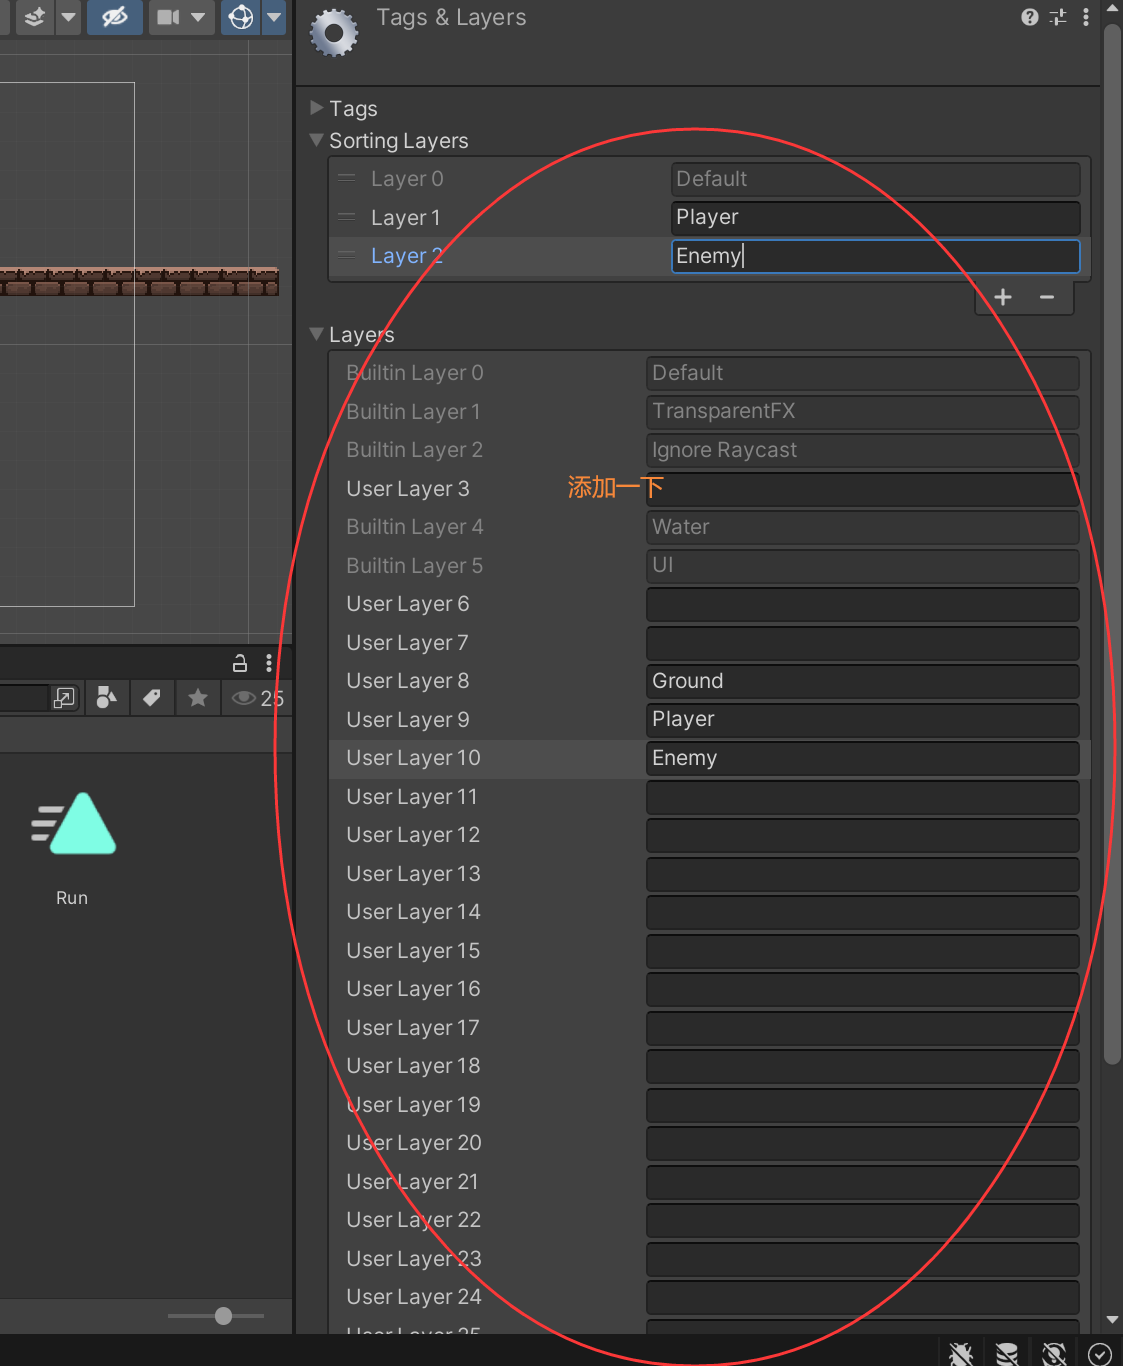 Tags & Layers
Tags
Sorting Layers
Layer 0 Default
Layer 1 Player
Layer 2 Enemy
Layers
Builtin Layer 0 Default
Builtin Layer 1 TransparentFX
Builtin Layer 2 Ignore Raycast
User Layer 3 添加一下
Builtin Layer 4 Water
Builtin Layer 5 UI
User Layer 6
User Layer 7
25
User Layer 8 Ground
User Layer 9 Player
User Layer 10 Enemy
User Layer 11
User Layer 12
User Layer 13
Run
User Layer 14
User Layer 15
User Layer 16
User Layer 17
User Layer 18
User Layer 19
User Layer 20
User Layer 21
User Layer 22
User Layer 23
User Layer 24
User Layer 25